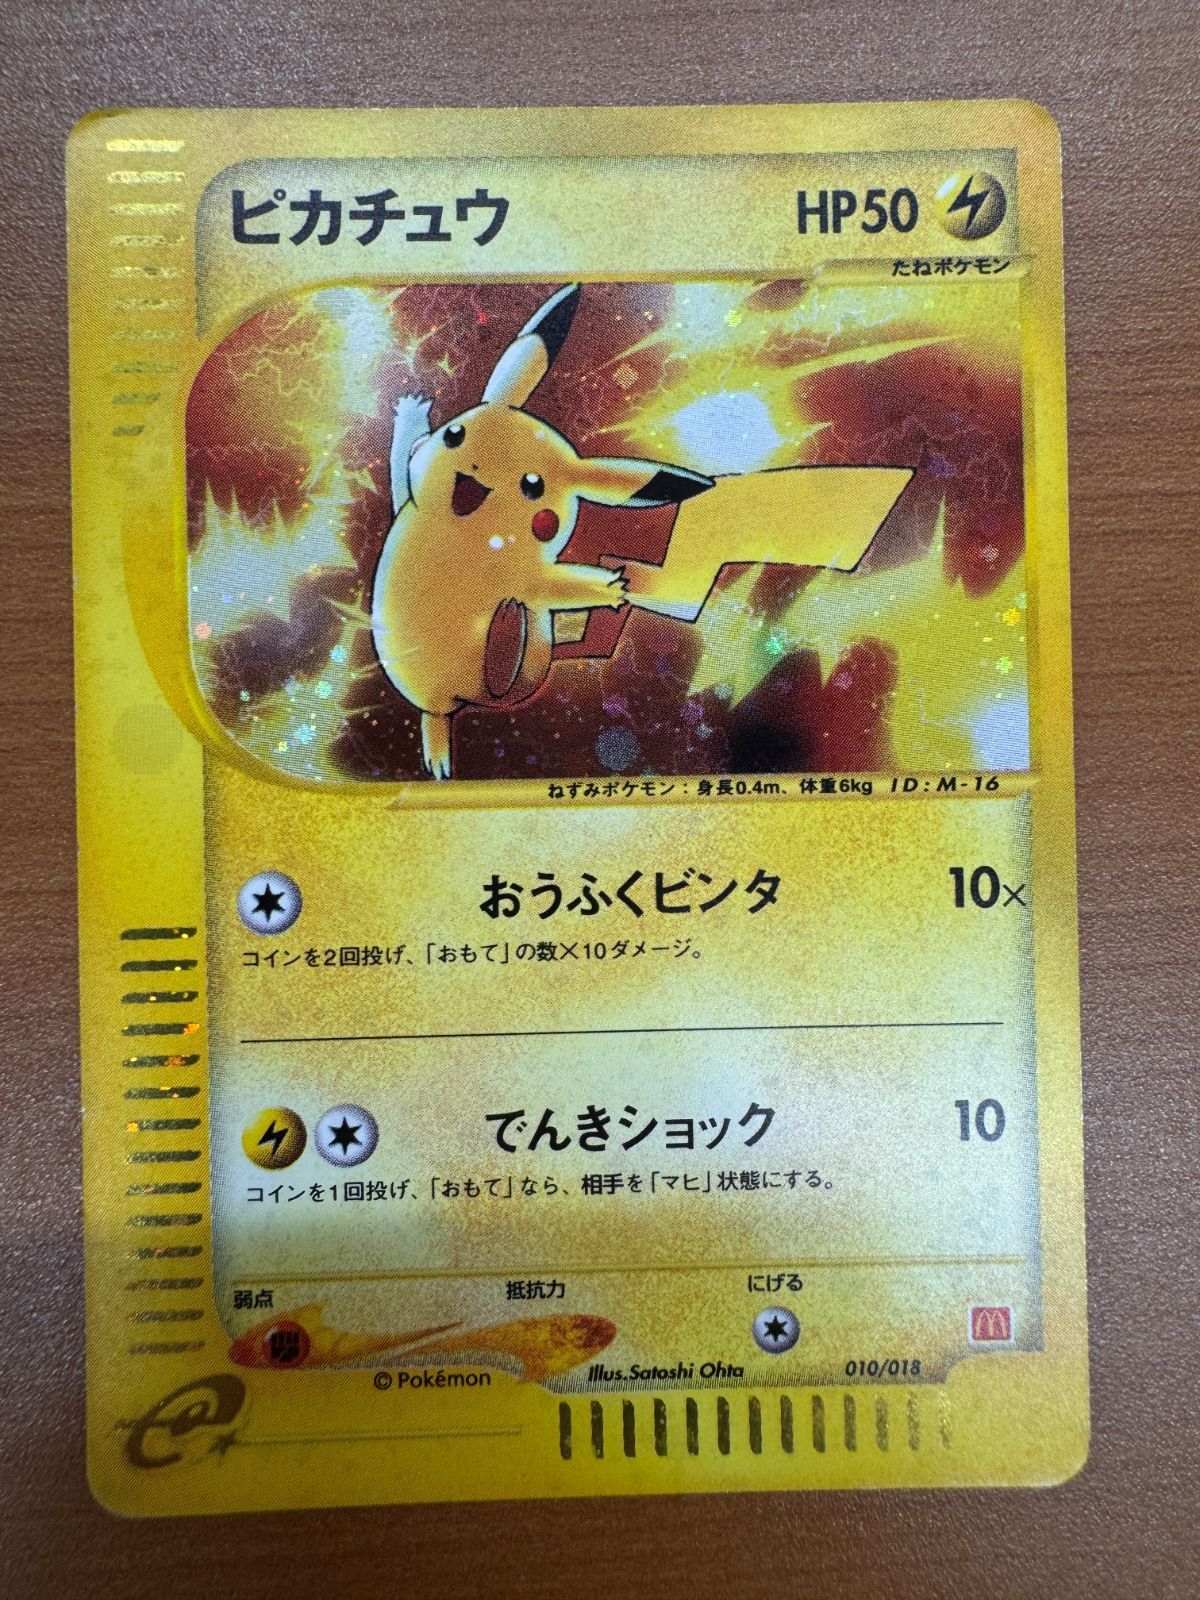 ピカチュウ HP50
たねポケモン
ねずみポケモン：身長0.4m、体重6kg ID:M-16
おうふくビンタ 10×
コインを2回投げ、「おもて」の数×10ダメージ。
でんきショック 10
コインを1回投げ、「おもて」なら、相手を「マヒ」状態にする。
弱点 抵抗力 にげる
Illus.Satoshi Ohta 010/018
©Pokémon
e